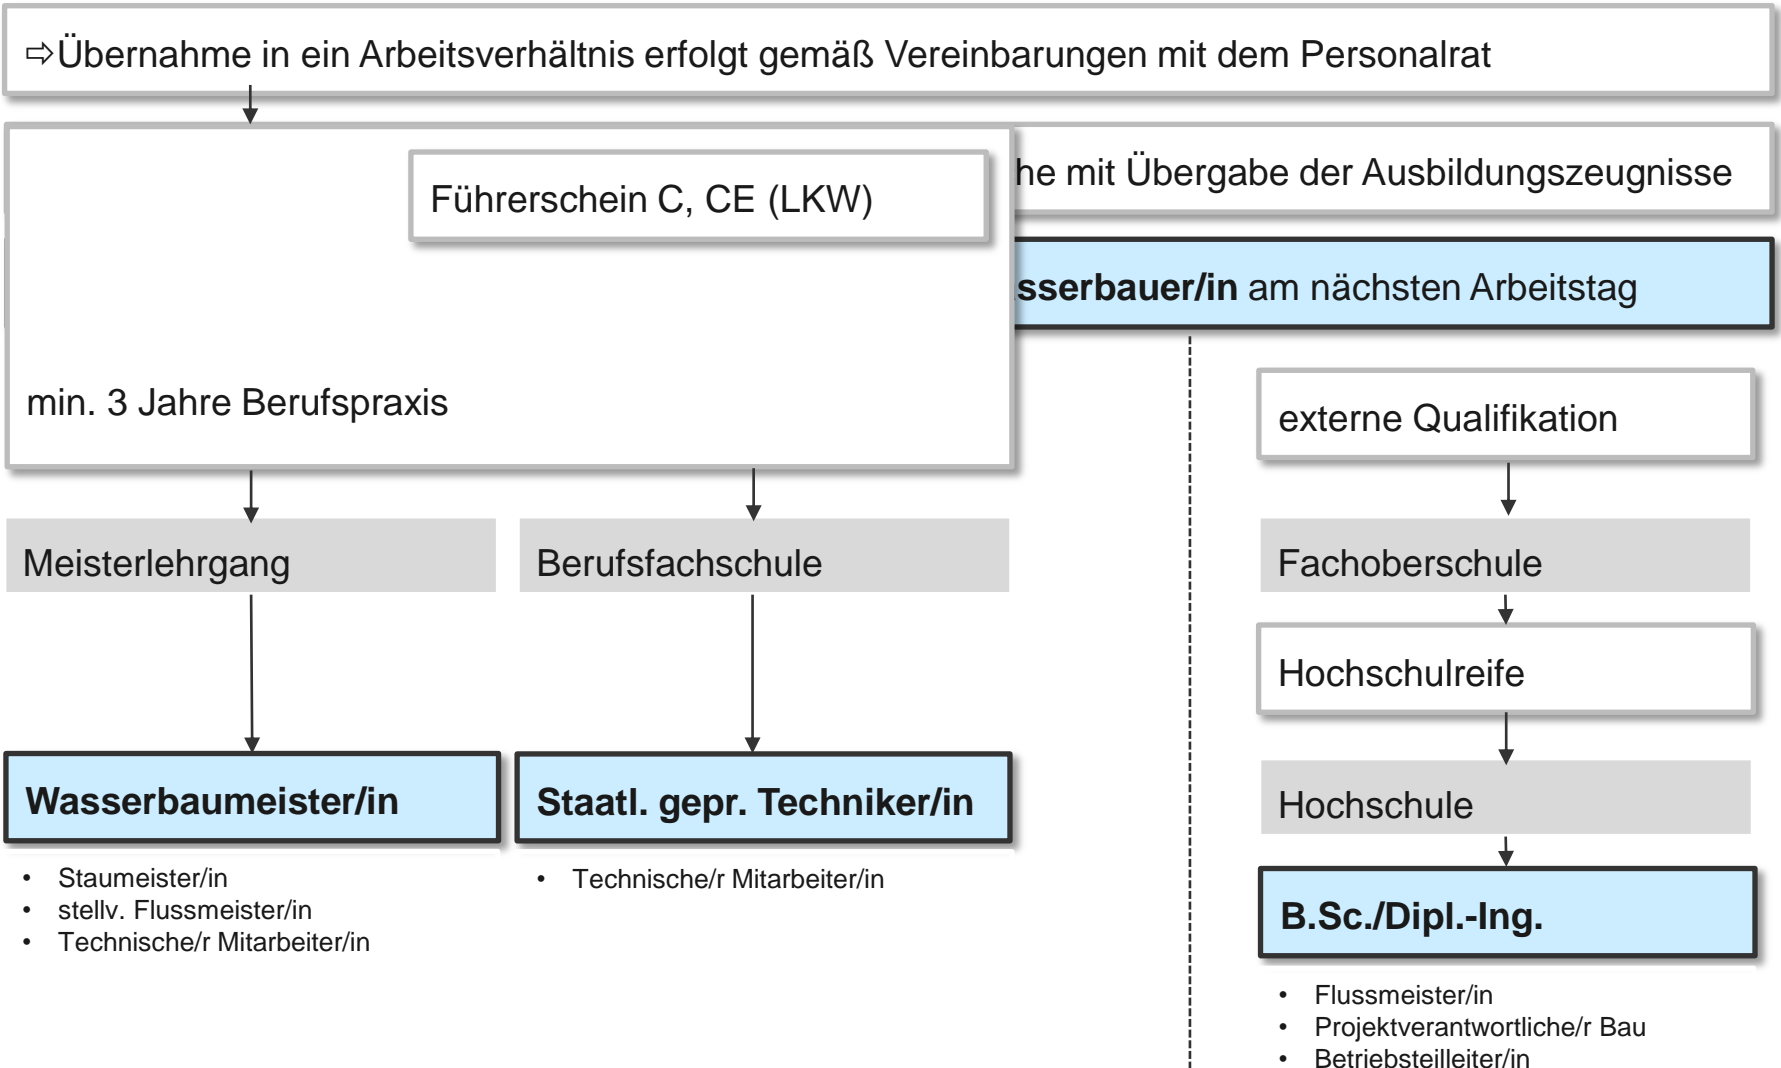 ⇨Übernahme in ein Arbeitsverhältnis erfolgt gemäß Vereinbarungen mit dem Personalrat
he mit Übergabe der Ausbildungszeugnisse
Führerschein C, CE (LKW)
sserbauer/in am nächsten Arbeitstag
min. 3 Jahre Berufspraxis
externe Qualifikation
Meisterlehrgang
Berufsfachschule
Fachoberschule
Hochschulreife
Wasserbaumeister/in
Staatl. gepr. Techniker/in
Hochschule
• Staumeister/in
• stellv. Flussmeister/in
• Technische/r Mitarbeiter/in
• Technische/r Mitarbeiter/in
B.Sc./Dipl.-Ing.
• Flussmeister/in
• Projektverantwortliche/r Bau
• Betriebsteilleiter/in